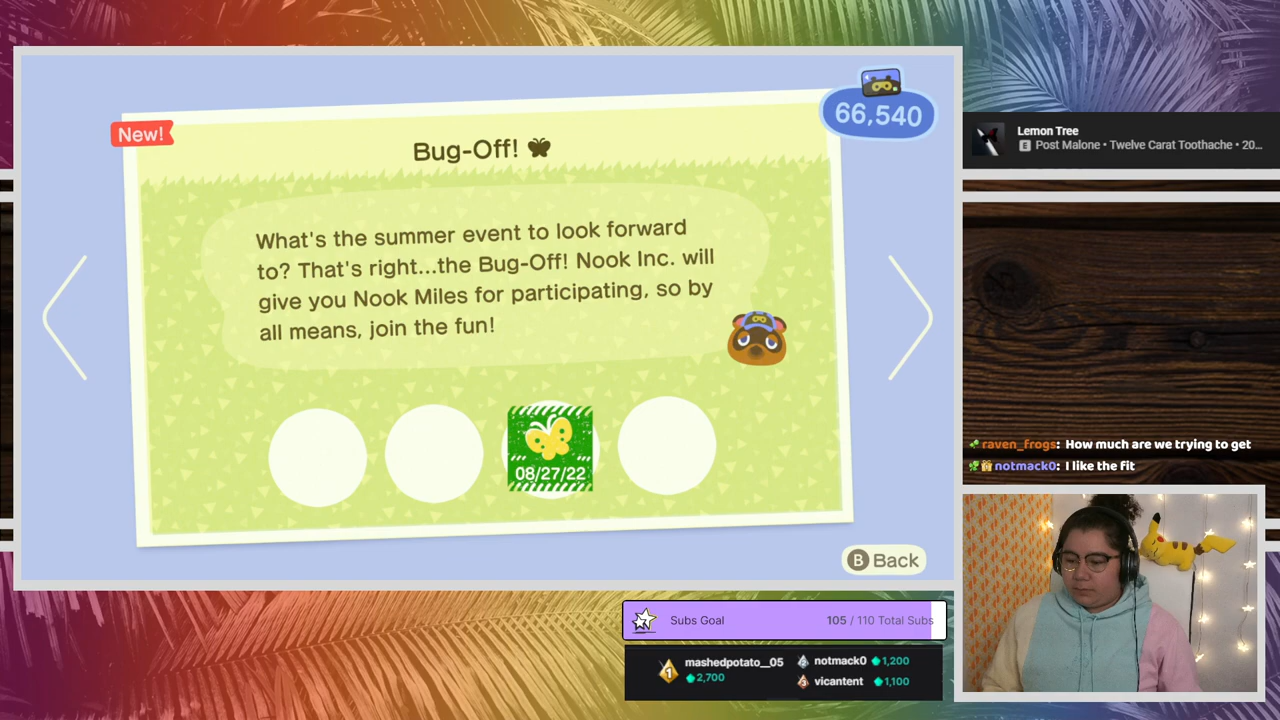 New!
66,540
Bug-Off!
What's the summer event to look forward
to? That's right...the Bug-Off! Nook Inc. will
give you Nook Miles for participating, so by
all means, join the fun!
08/27/22
B Back
Lemon Tree
E Post Malone • Twelve Carat Toothache • 20...
raven_frogs: How much are we trying to get
notmack0: I like the fit
Subs Goal 105 / 110 Total Subs
1 mashedpotato__05 2,700
2 notmack0 1,200
3 vicantent 1,100